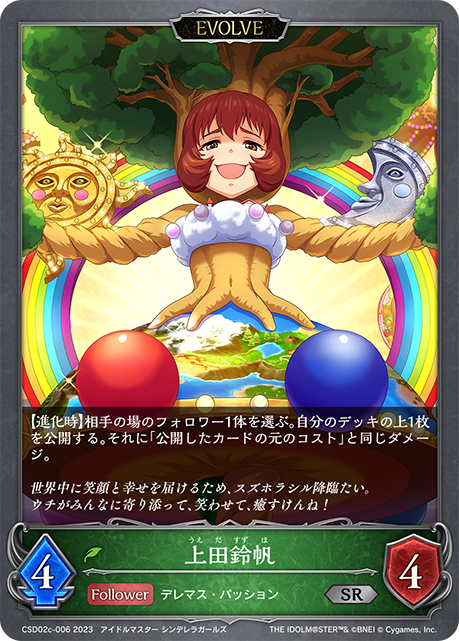 EVOLVE
【進化時】相手の場のフォロワー1体を選ぶ。自分のデッキの上1枚
を公開する。それに「公開したカードの元のコスト」と同じダメー
ジ。
世界中に笑顔と幸せを届けるため、スズホラシル降臨たい。
ウチがみんなに寄り添って、笑わせて、癒すけんね!
うえ だ すず ほ
上田鈴帆
4
Follower
デレマス・パッション
SR
4
CSD02c-006 2023 アイドルマスター シンデレラガールズ
THE IDOLM@STER™& ©BNEI © Cygames, Inc.